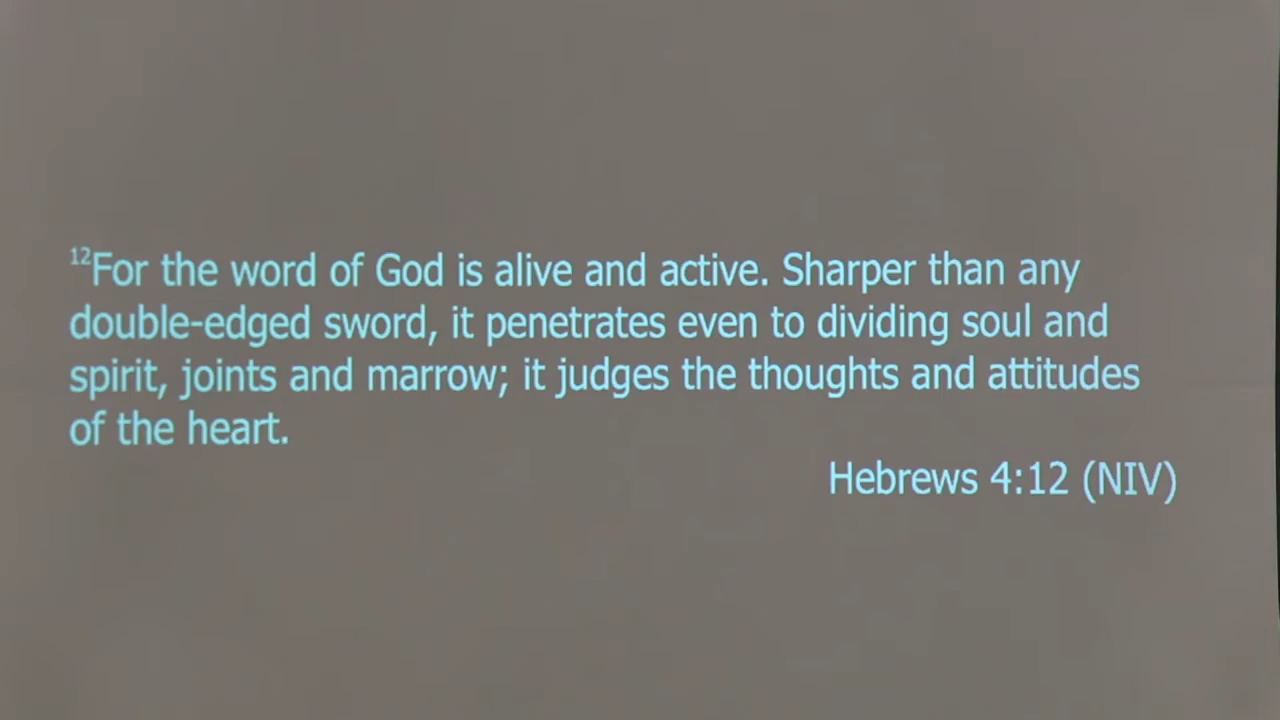 ¹²For the word of God is alive and active. Sharper than any
double-edged sword, it penetrates even to dividing soul and
spirit, joints and marrow; it judges the thoughts and attitudes
of the heart.
Hebrews 4:12 (NIV)